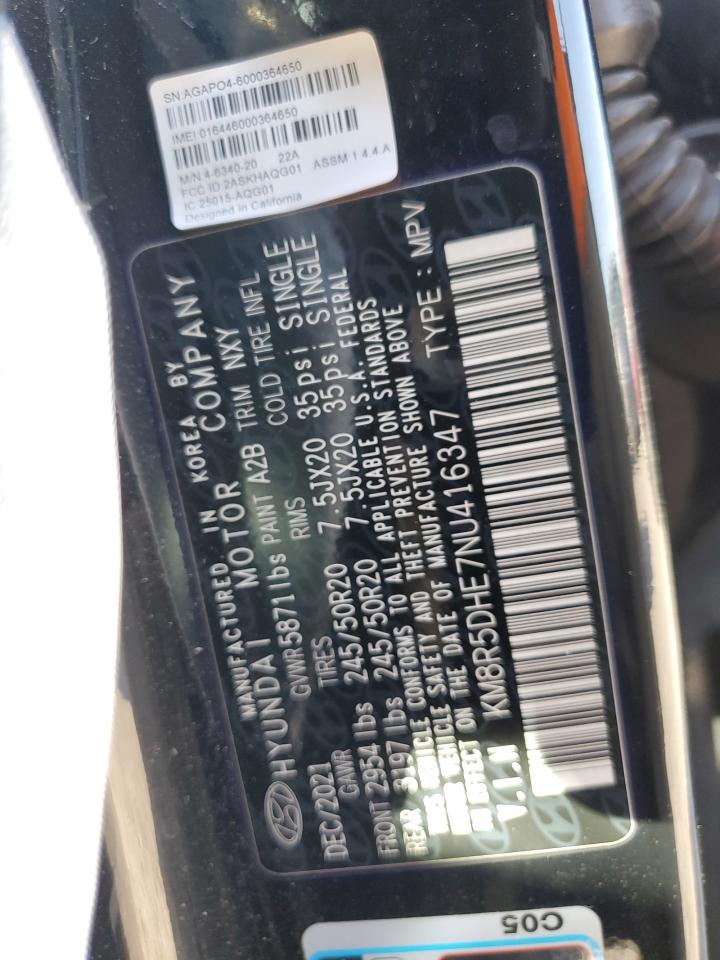 SN:AGAPO4-6000364650
IMEI 016446000364650
M/N 4-6340-20 22A
FCC ID 2ASKHAQG01 ASSM 1.4.4.A
IC 25015-AQG01
Designed in California
MANUFACTURED IN KOREA BY
HYUNDAI MOTOR COMPANY
GVWR 5871 lbs PAINT A2B TRIM NXY
DEC/2021 TIRES RIMS COLD TIRE INFL
GAWR
FRONT 2954 lbs 245/50R20 7.5JX20 35psi SINGLE
REAR 3197 lbs 245/50R20 7.5JX20 35psi SINGLE
THIS VEHICLE CONFORMS TO ALL APPLICABLE U.S.A. FEDERAL
MOTOR VEHICLE SAFETY AND THEFT PREVENTION STANDARDS
IN EFFECT ON THE DATE OF MANUFACTURE SHOWN ABOVE
V.I.N KM8R5DHE7NU416347 TYPE : MPV
C05